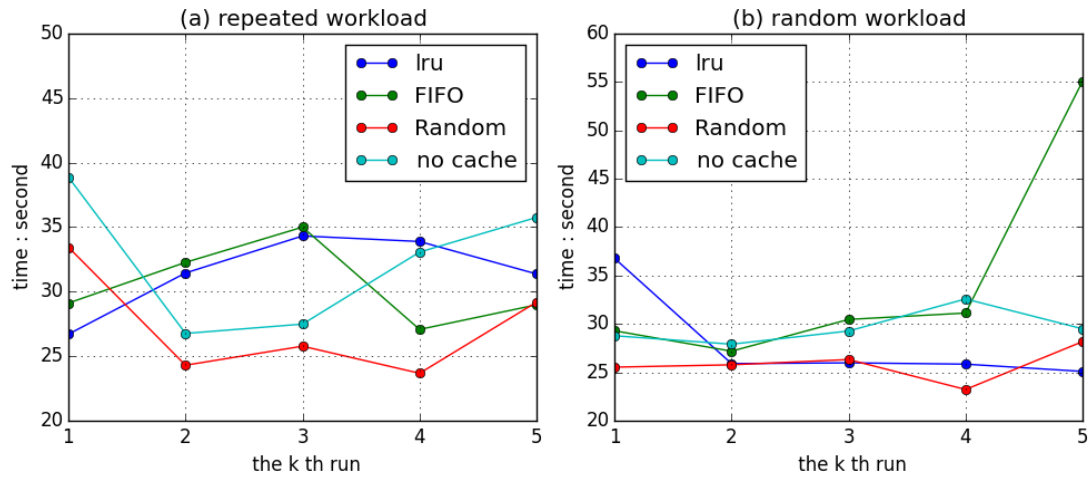 (a) repeated workload
50
45
40
35
30
25
20
time : second
lru
FIFO
Random
no cache
1 2 3 4 5
the k th run
(b) random workload
60
55
50
45
40
35
30
25
20
time : second
lru
FIFO
Random
no cache
1 2 3 4 5
the k th run